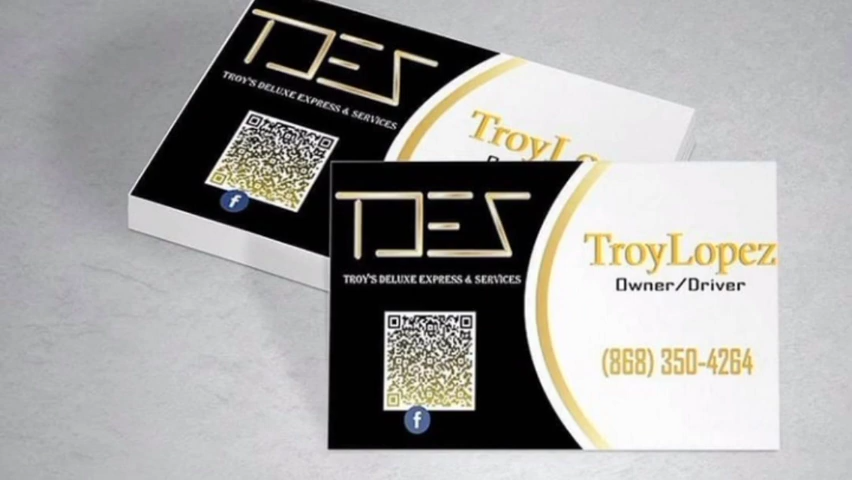 TDES
TROY'S DELUXE EXPRESS & SERVICES
TroyLo
TDES
TROY'S DELUXE EXPRESS & SERVICES
TroyLopez
Owner/Driver
(868) 350-4264